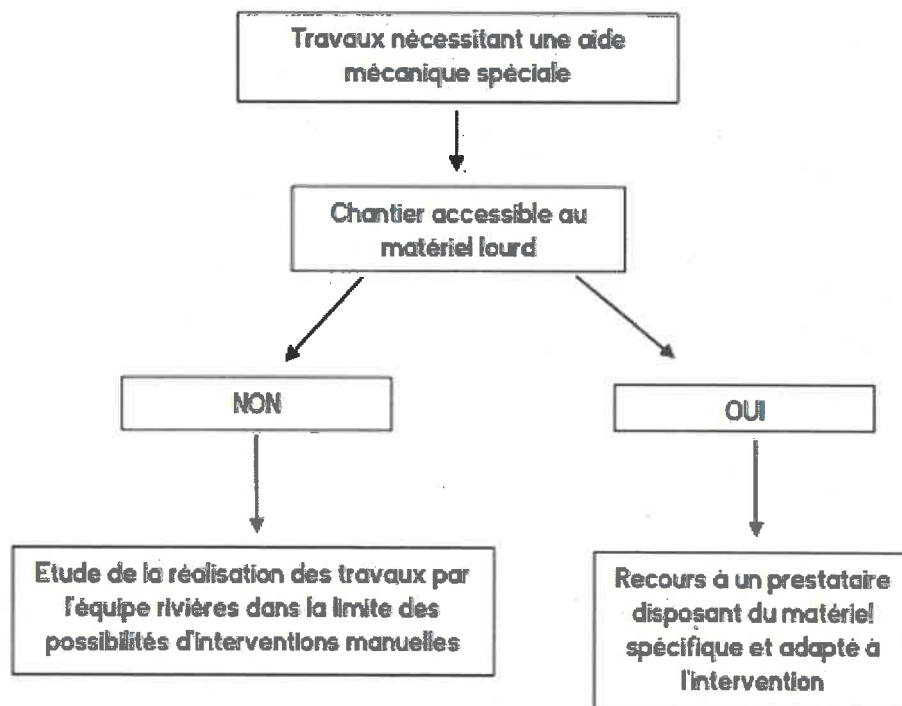 Travaux nécessitant une aide
mécanique spéciale
Chantier accessible au
matériel lourd
NON
OUI
Etude de la réalisation des travaux par
l'équipe rivières dans la limite des
possibilités d'interventions manuelles
Recours à un prestataire
disposant du matériel
spécifique et adapté à
l'intervention